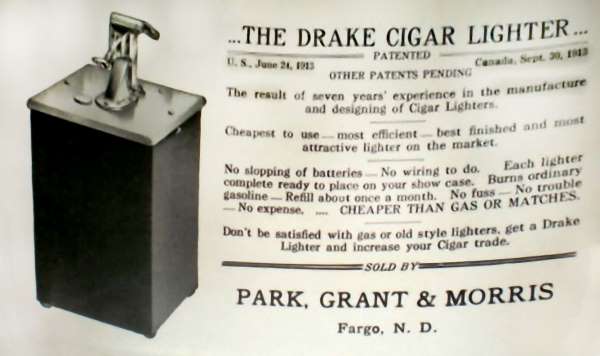 ...THE DRAKE CIGAR LIGHTER...
PATENTED
U. S., June 24, 1913 Canada, Sept. 30, 1913
OTHER PATENTS PENDING
The result of seven years' experience in the manufacture
and designing of Cigar Lighters.
Cheapest to use — most efficient — best finished and most
attractive lighter on the market.
No slopping of batteries — No wiring to do. Each lighter
complete ready to place on your show case. Burns ordinary
gasoline — Refill about once a month. No fuss — No trouble
— No expense. .... CHEAPER THAN GAS OR MATCHES.
Don't be satisfied with gas or old style lighters, get a Drake
Lighter and increase your Cigar trade.
SOLD BY
PARK, GRANT & MORRIS
Fargo, N. D.